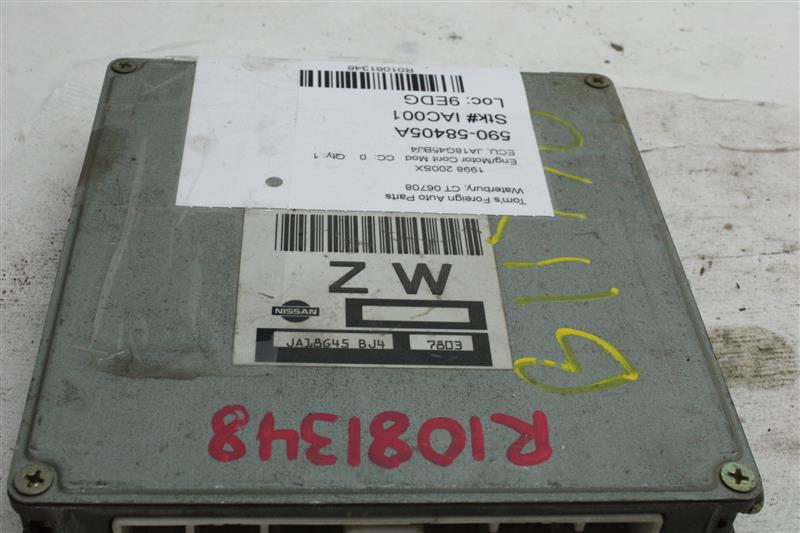 Tom's Foreign Auto Parts
Waterbury, CT 06708
1998 200SX
Eng/Motor Cont Mod CC: 0 Qty: 1
ECU, JA18G45BJ4
590-58405A
Stk# IAC001
Loc: 9EDG
R01081348
Z W
NISSAN
JA18G45 BJ4 7803
R1081348